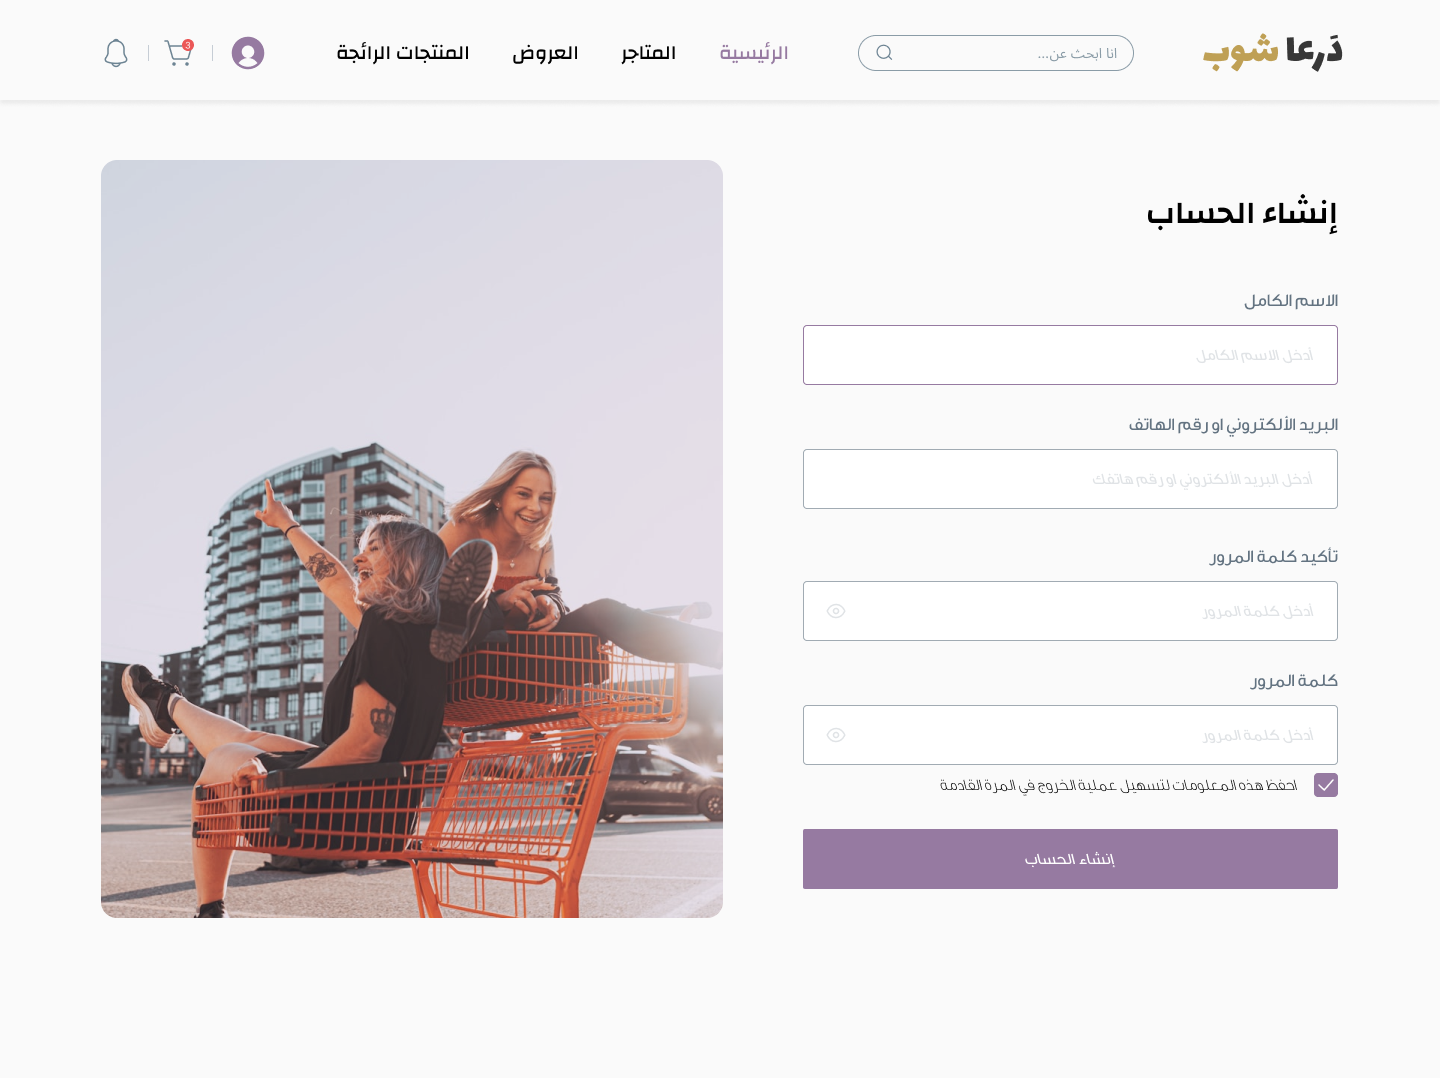 دَرعا شوب
انا ابحث عن...
الرئيسية
المتاجر
العروض
المنتجات الرائجة
3
إنشاء الحساب
الاسم الكامل
أدخل الاسم الكامل
البريد الألكتروني او رقم الهاتف
أدخل البريد الألكتروني او رقم هاتفك
تأكيد كلمة المرور
أدخل كلمة المرور
كلمة المرور
أدخل كلمة المرور
احفظ هذه المعلومات لتسهيل عملية الخروج في المرة القادمة
إنشاء الحساب